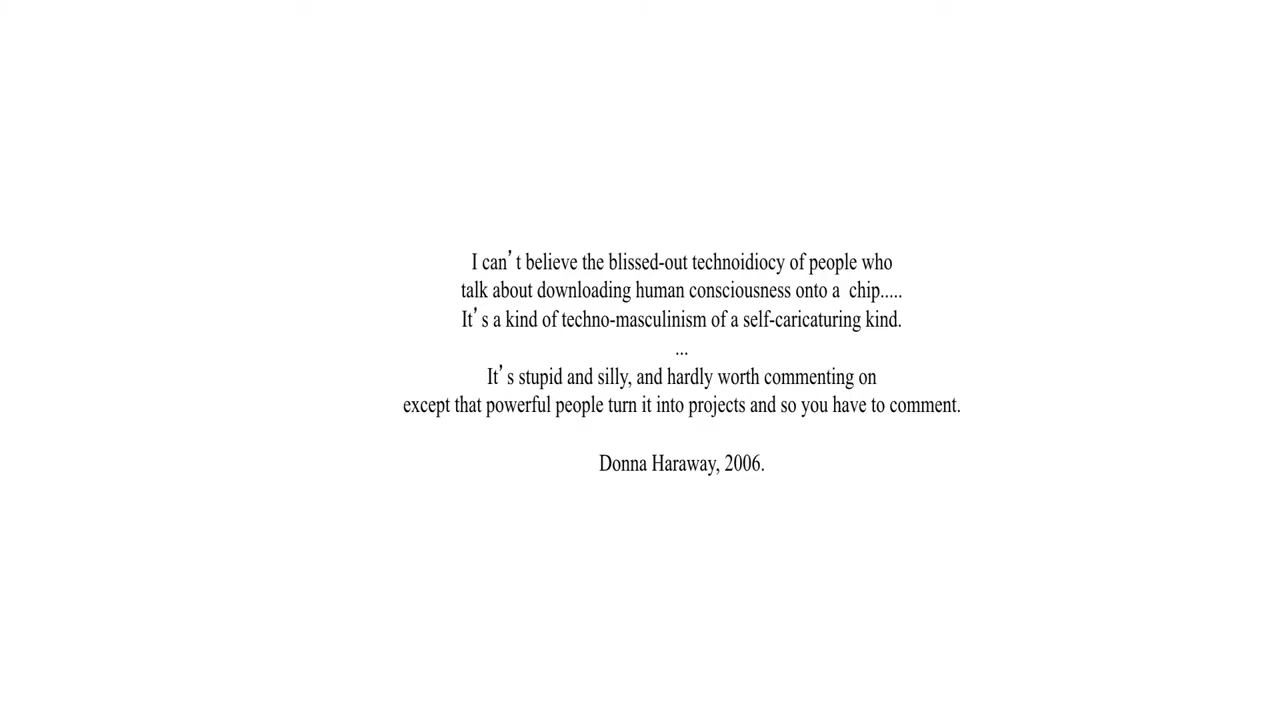 I can’t believe the blissed-out technoidiocy of people who
talk about downloading human consciousness onto a  chip.....
It’s a kind of techno-masculinism of a self-caricaturing kind.
...
It’s stupid and silly, and hardly worth commenting on
except that powerful people turn it into projects and so you have to comment.
Donna Haraway, 2006.